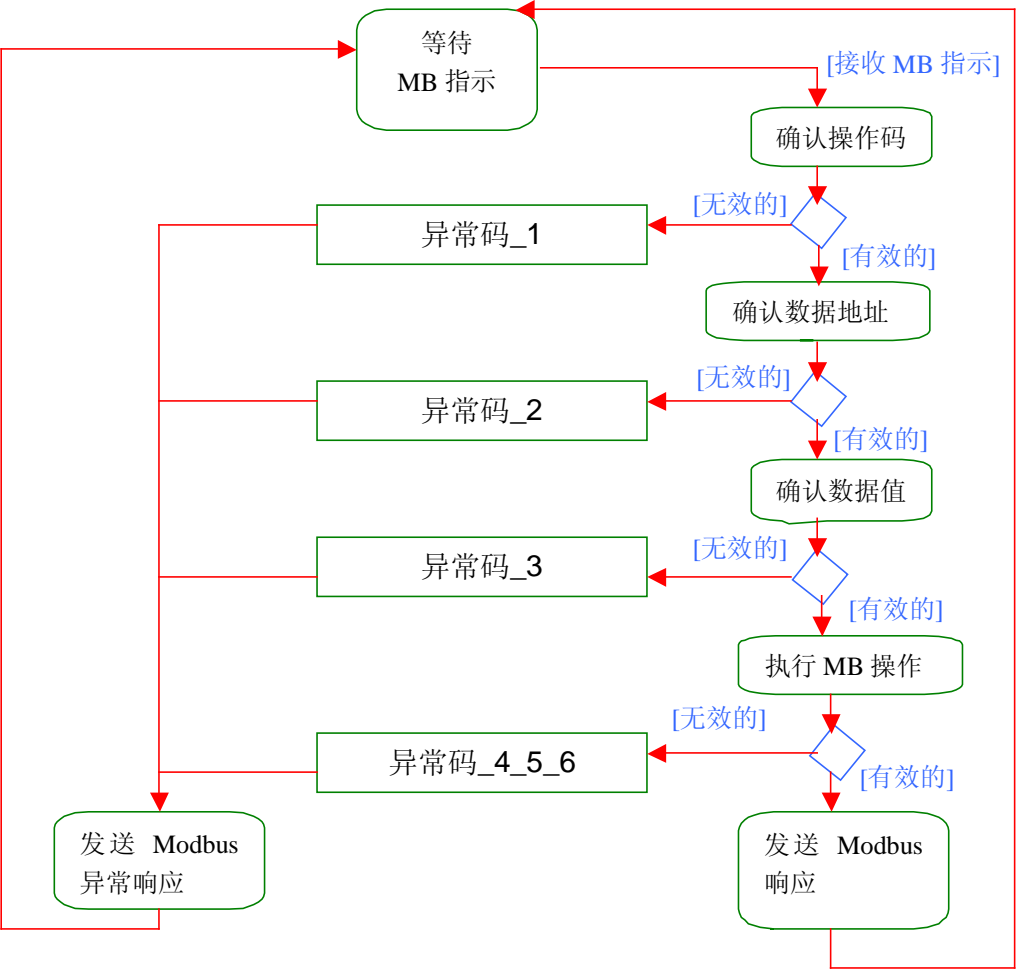 等待
MB 指示
[接收 MB 指示]
确认操作码
[无效的]
异常码_1
[有效的]
确认数据地址
[无效的]
异常码_2
[有效的]
确认数据值
[无效的]
异常码_3
[有效的]
执行 MB 操作
[无效的]
异常码_4_5_6
[有效的]
发送 Modbus
异常响应
发送 Modbus
响应